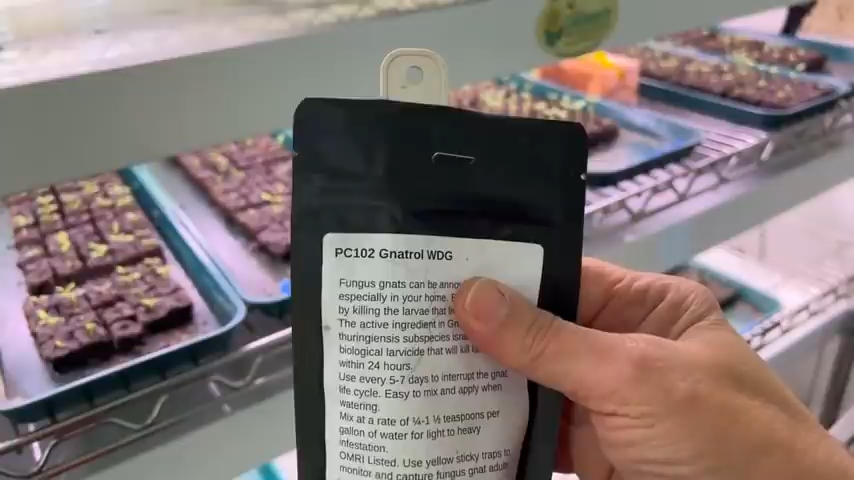 PC102 Gnatrol WDG
Fungus gnats can be
especially in your home.
by killing the larvae that
The active ingredient in
thuringiensis subspecies
biological larvicide that will kill
within 24 hours.
Use every 5-7 days to interrupt the gnat
life cycle. Easy to mix and apply when
watering.
Mix at a rate of ¼-1 ½ teaspoons per
gallon of water for light to heavy
infestation.
OMRI Listed. Use yellow sticky traps to
monitor and capture fungus gnat adult